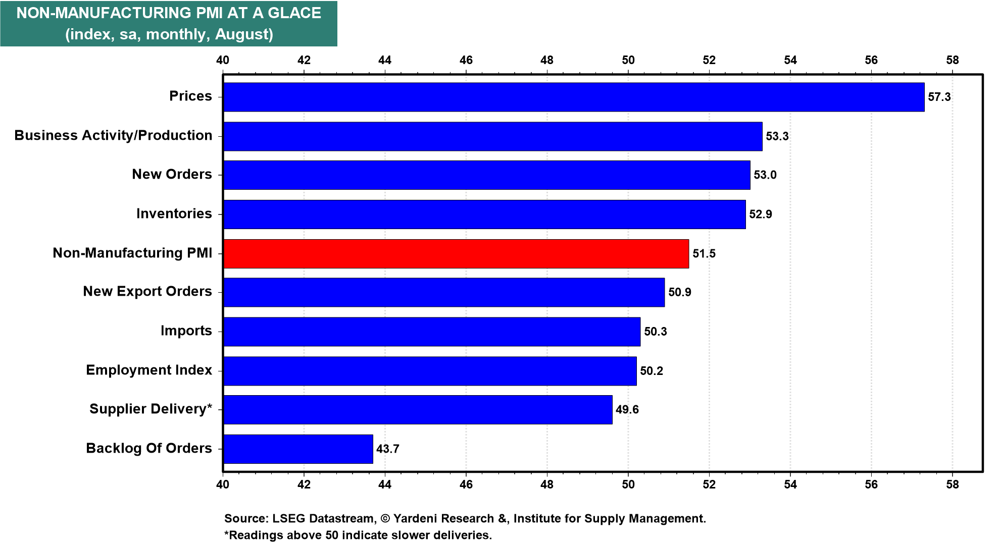 NON-MANUFACTURING PMI AT A GLACE
(index, sa, monthly, August)
40 42 44 46 48 50 52 54 56 58
Prices 57.3
Business Activity/Production 53.3
New Orders 53.0
Inventories 52.9
Non-Manufacturing PMI 51.5
New Export Orders 50.9
Imports 50.3
Employment Index 50.2
Supplier Delivery* 49.6
Backlog Of Orders 43.7
40 42 44 46 48 50 52 54 56 58
Source: LSEG Datastream, © Yardeni Research &, Institute for Supply Management.
*Readings above 50 indicate slower deliveries.